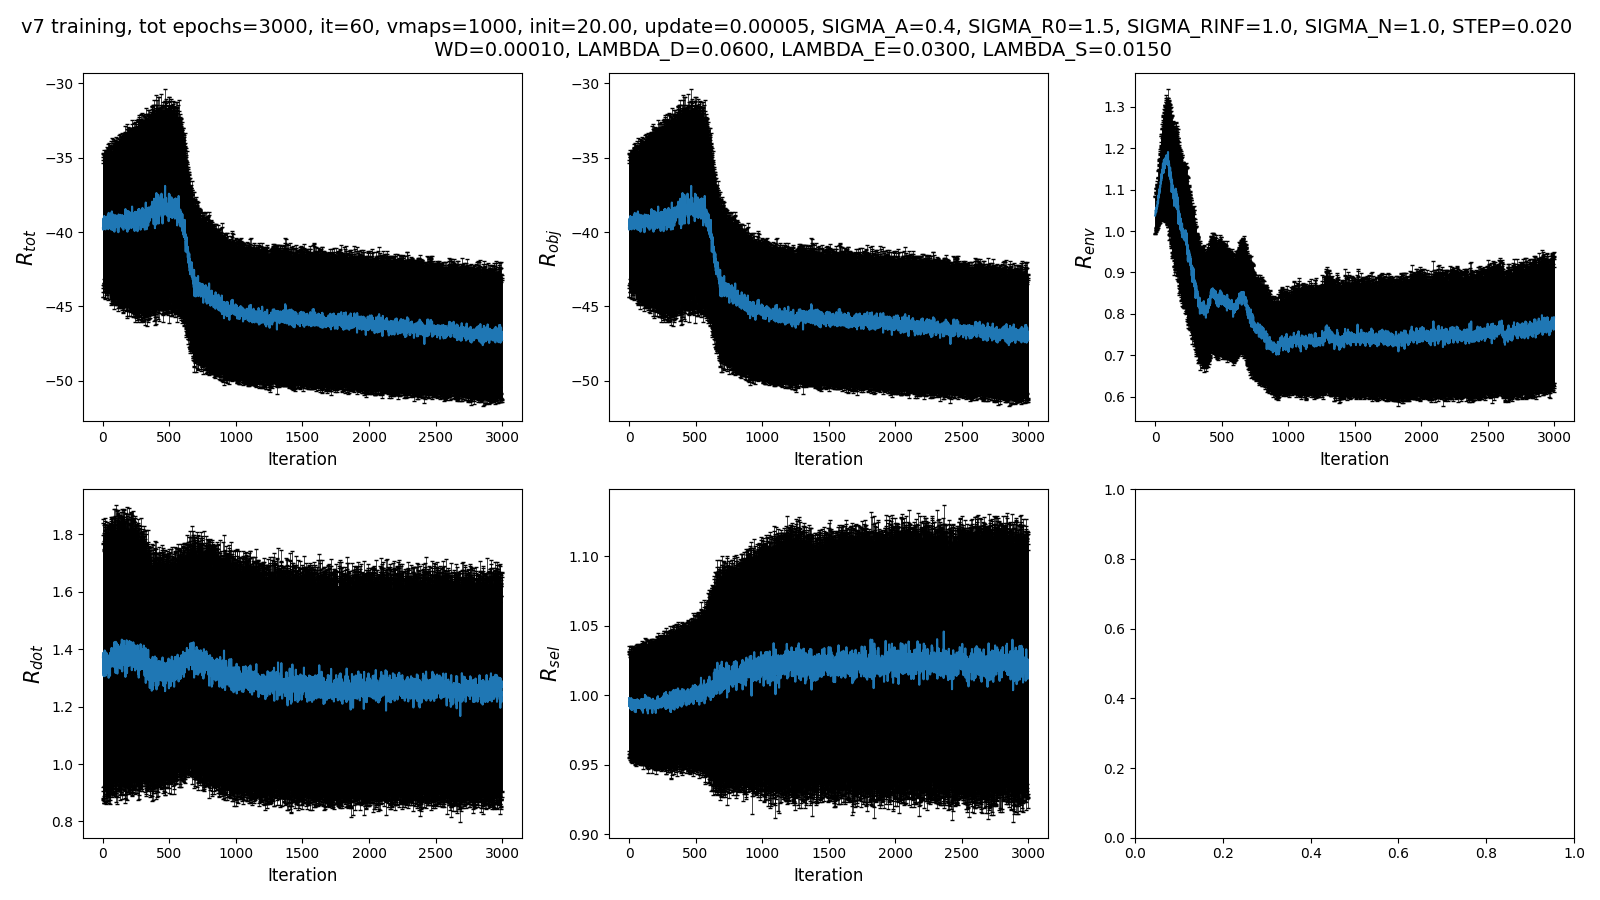 v7 training, tot epochs=3000, it=60, vmaps=1000, init=20.00, update=0.00005, SIGMA_A=0.4, SIGMA_R0=1.5, SIGMA_RINF=1.0, SIGMA_N=1.0, STEP=0.020
WD=0.00010, LAMBDA_D=0.0600, LAMBDA_E=0.0300, LAMBDA_S=0.0150
R_tot
−30
−35
−40
−45
−50
0 500 1000 1500 2000 2500 3000
Iteration
R_obj
−30
−35
−40
−45
−50
0 500 1000 1500 2000 2500 3000
Iteration
R_env
1.3
1.2
1.1
1.0
0.9
0.8
0.7
0.6
0 500 1000 1500 2000 2500 3000
Iteration
R_dot
1.8
1.6
1.4
1.2
1.0
0.8
0 500 1000 1500 2000 2500 3000
Iteration
R_sel
1.10
1.05
1.00
0.95
0.90
0 500 1000 1500 2000 2500 3000
Iteration
1.0
0.8
0.6
0.4
0.2
0.0
0.0 0.2 0.4 0.6 0.8 1.0